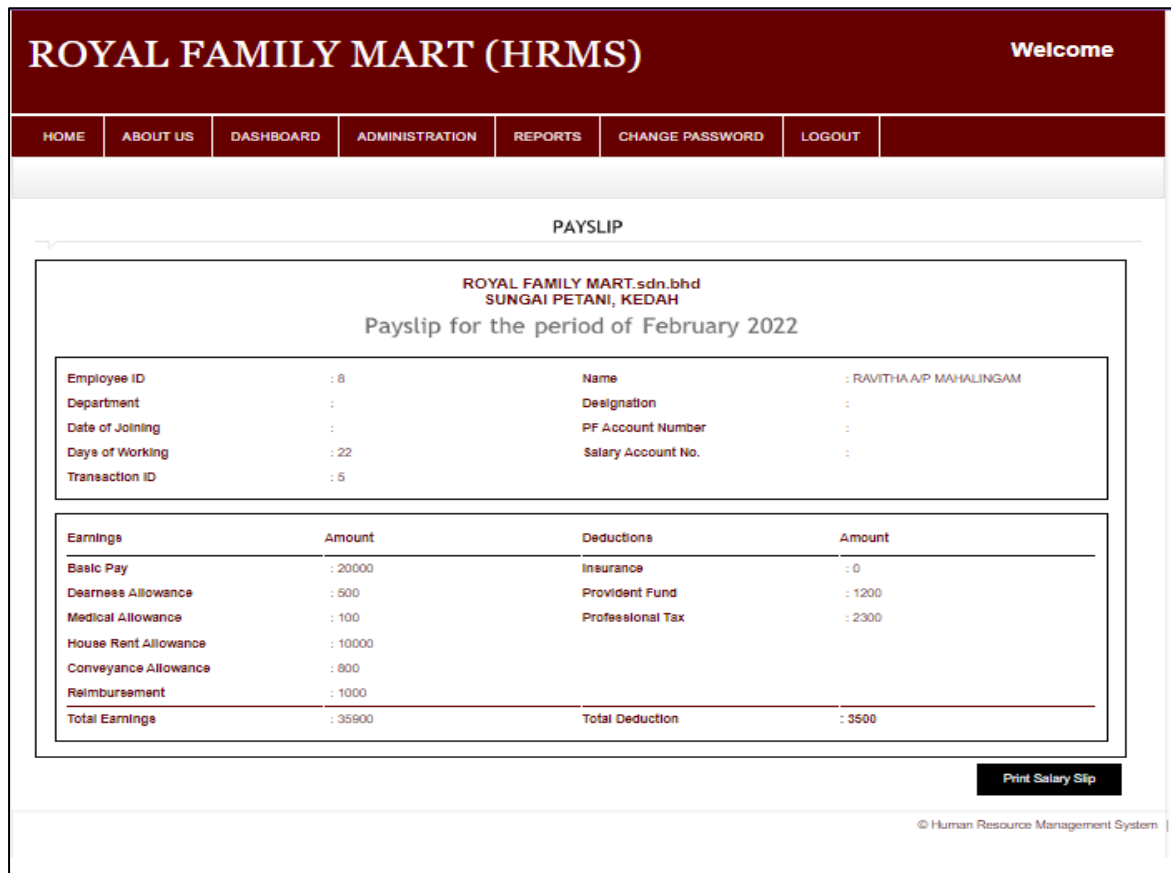 ROYAL FAMILY MART (HRMS)
Welcome
HOME ABOUT US DASHBOARD ADMINISTRATION REPORTS CHANGE PASSWORD LOGOUT
PAYSLIP
ROYAL FAMILY MART.sdn.bhd
SUNGAI PETANI, KEDAH
Payslip for the period of February 2022
Employee ID : 8 Name : RAVITHA A/P MAHALINGAM
Department : Designation :
Date of Joining : PF Account Number :
Days of Working : 22 Salary Account No. :
Transaction ID : 5
Earnings Amount Deductions Amount
Basic Pay : 20000 Insurance : 0
Dearness Allowance : 500 Provident Fund : 1200
Medical Allowance : 100 Professional Tax : 2300
House Rent Allowance : 10000
Conveyance Allowance : 800
Reimbursement : 1000
Total Earnings : 35900 Total Deduction : 3500
Print Salary Slip
© Human Resource Management System |